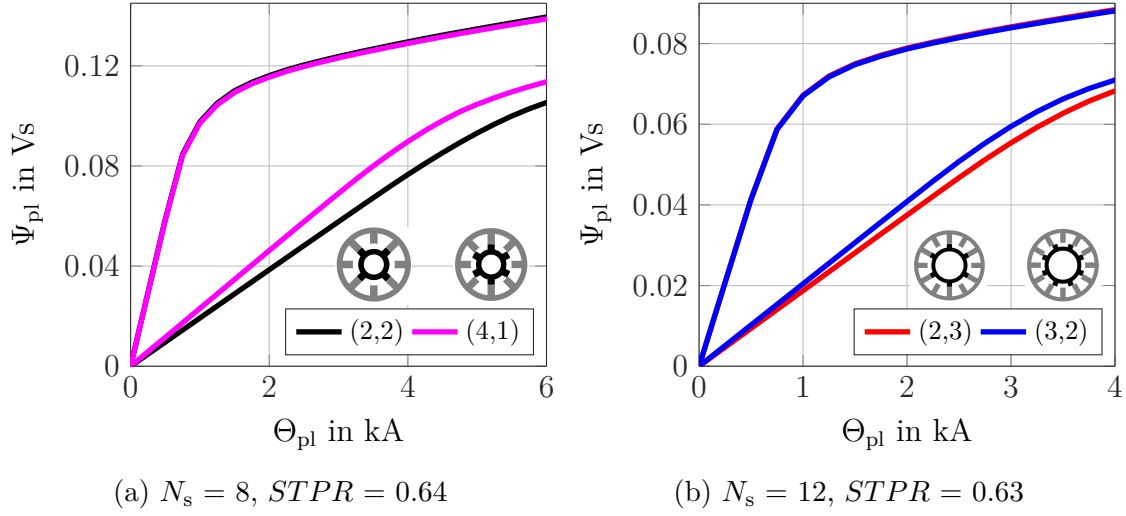 0.12
0.08
0.04
0
0 2 4 6
Ψpl in Vs
Θpl in kA
(2,2) (4,1)
(a) Ns = 8, STPR = 0.64
0.08
0.06
0.04
0.02
0
0 1 2 3 4
Ψpl in Vs
Θpl in kA
(2,3) (3,2)
(b) Ns = 12, STPR = 0.63